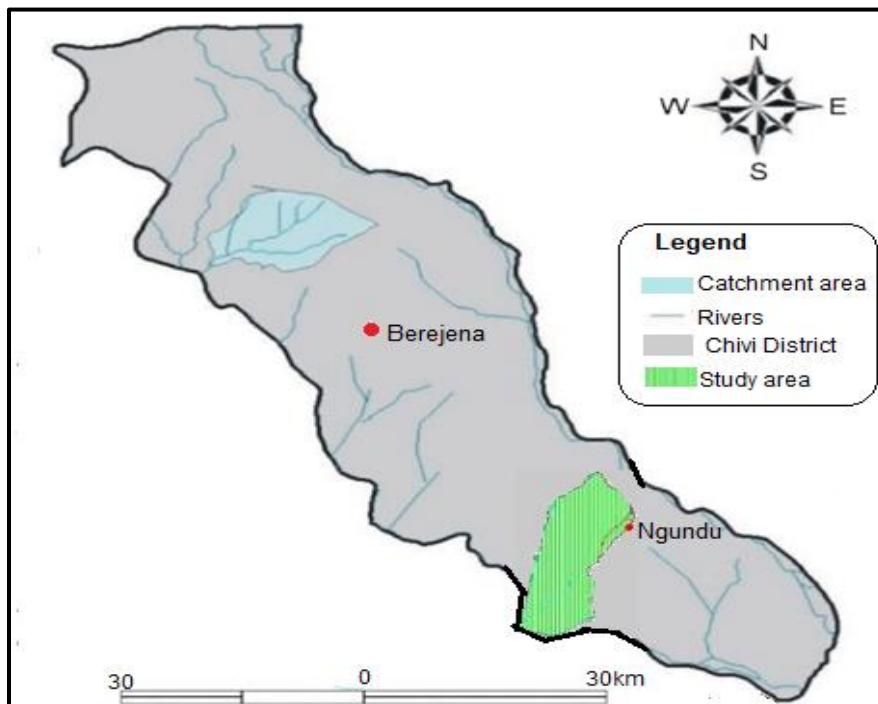 N
W E
S
Legend
Catchment area
Rivers
Chivi District
Study area
Berejena
Ngundu
30 0 30km